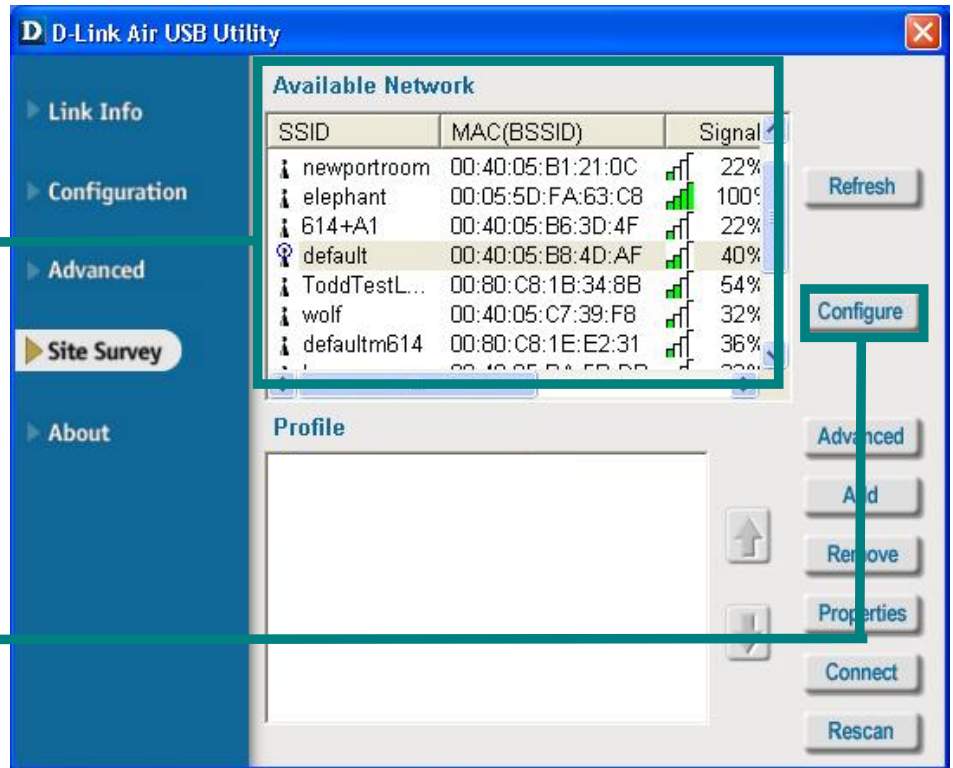 D D-Link Air USB Utility
Link Info
Configuration
Advanced
Site Survey
About
Available Network
SSID MAC(BSSID) Signal
newportroom 00:40:05:B1:21:0C 22%
elephant 00:05:5D:FA:63:C8 100%
614+A1 00:40:05:B6:3D:4F 22%
default 00:40:05:B8:4D:AF 40%
ToddTestL... 00:80:C8:1B:34:8B 54%
wolf 00:40:05:C7:39:F8 32%
defaultm614 00:80:C8:1E:E2:31 36%
Refresh
Configure
Profile
Advanced
Add
Remove
Properties
Connect
Rescan